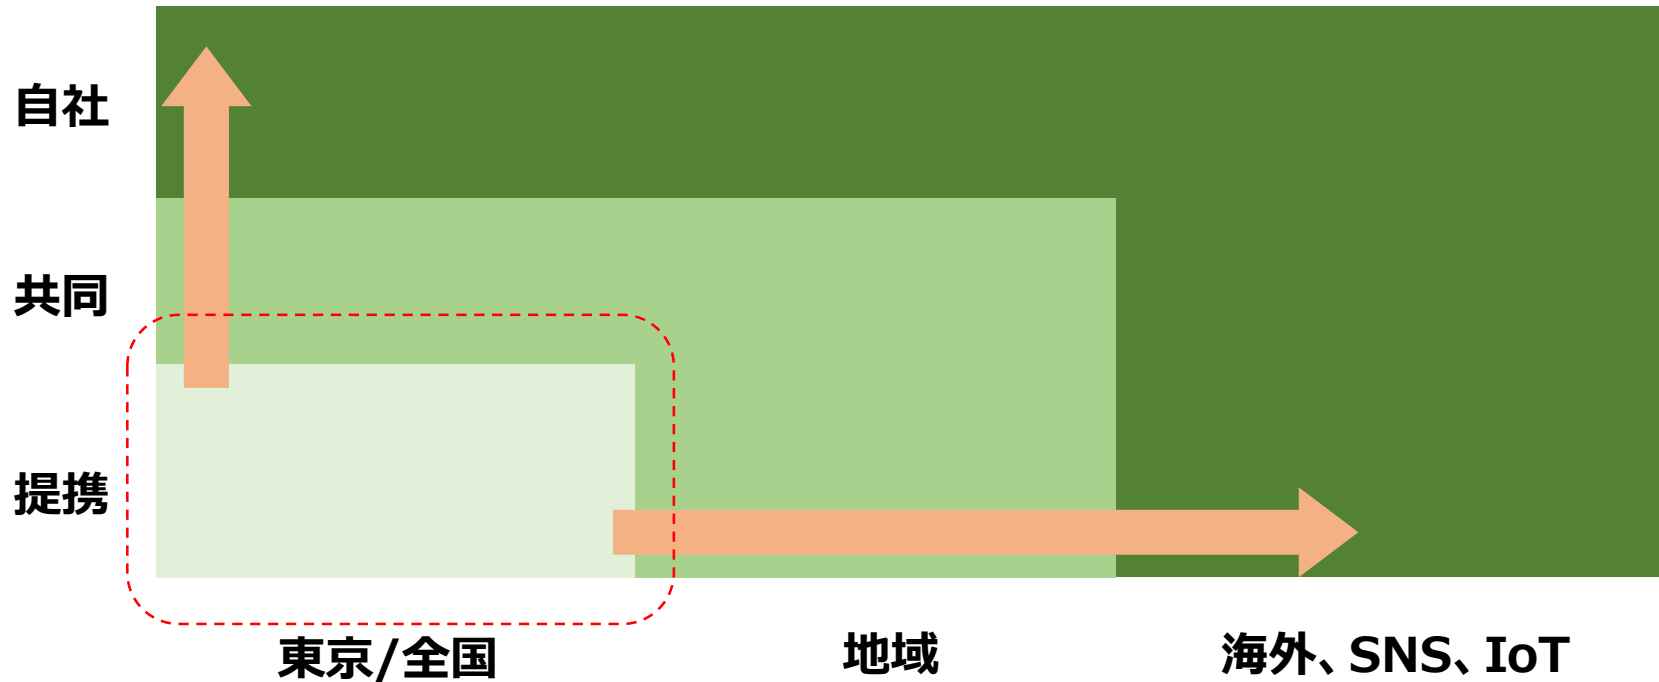 自社
共同
提携
東京/全国
地域
海外、SNS、IoT